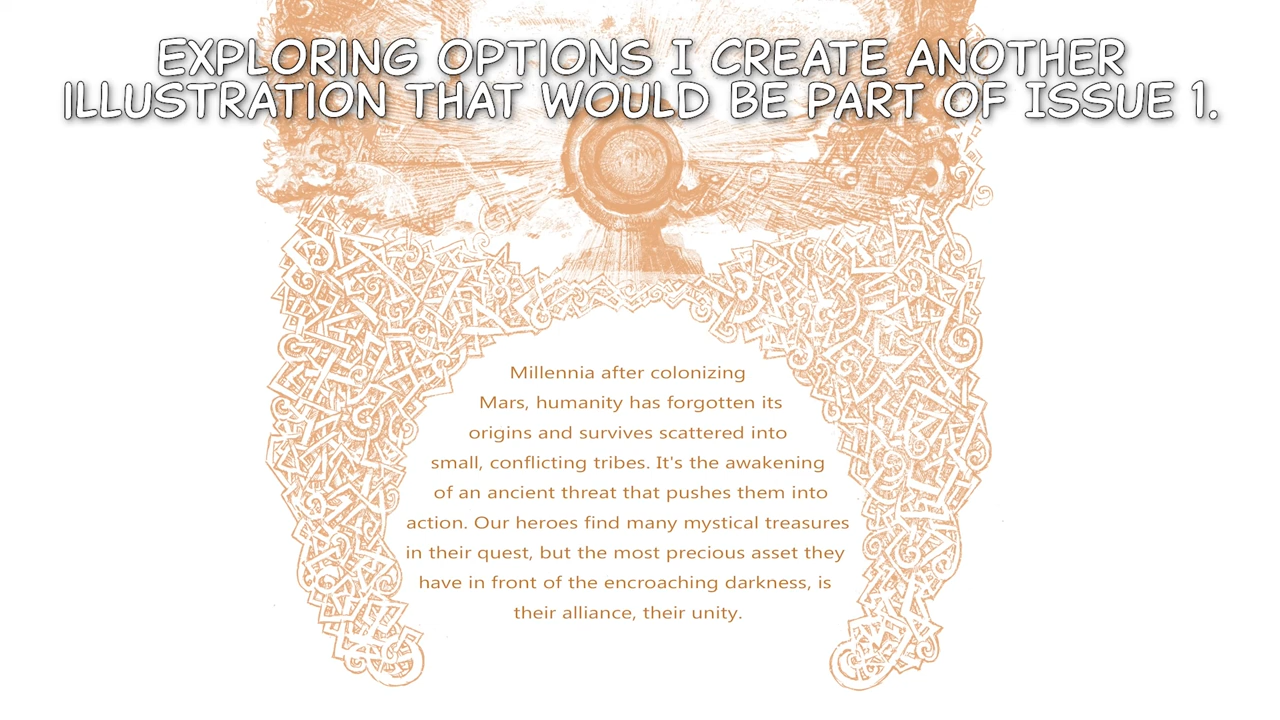 EXPLORING OPTIONS I CREATE ANOTHER
ILLUSTRATION THAT WOULD BE PART OF ISSUE 1.
Millennia after colonizing
Mars, humanity has forgotten its
origins and survives scattered into
small, conflicting tribes. It's the awakening
of an ancient threat that pushes them into
action. Our heroes find many mystical treasures
in their quest, but the most precious asset they
have in front of the encroaching darkness, is
their alliance, their unity.